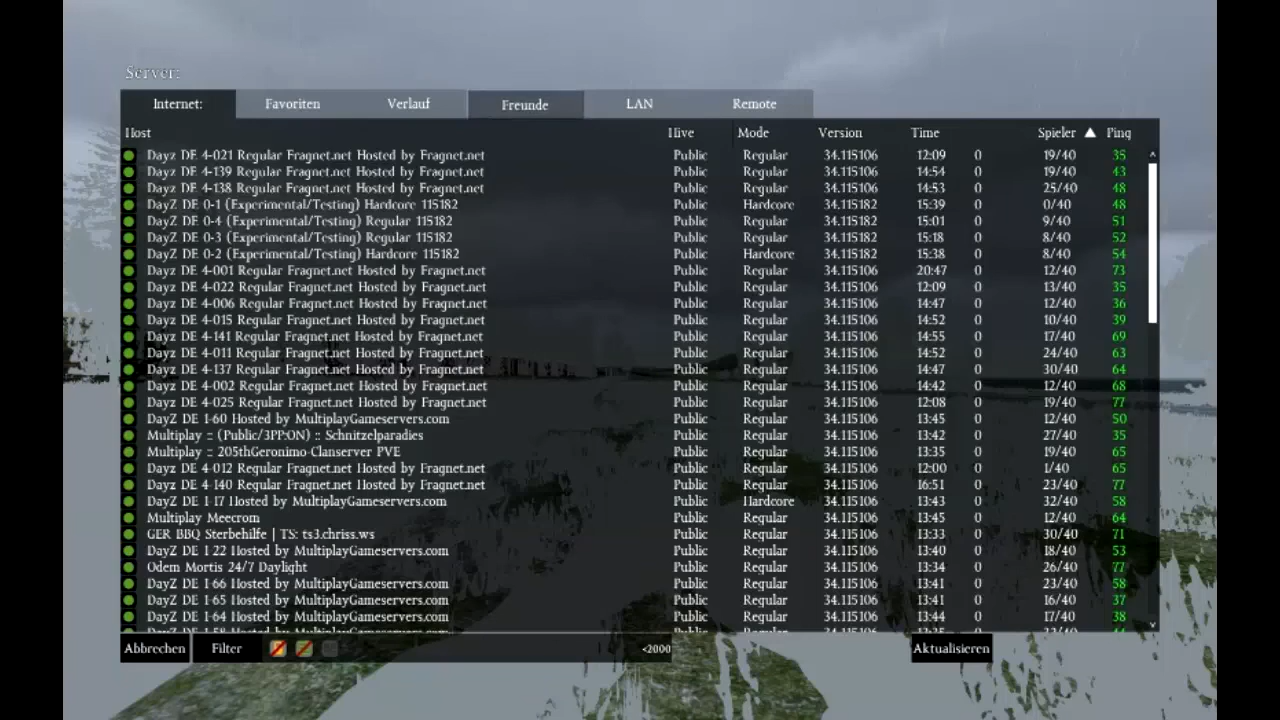 Server:
Internet: Favoriten Verlauf Freunde LAN Remote
Host Hive Mode Version Time Spieler ▲ Ping
Dayz DE 4-021 Regular Fragnet.net Hosted by Fragnet.net Public Regular 34.115106 12:09 0 19/40 35
Dayz DE 4-139 Regular Fragnet.net Hosted by Fragnet.net Public Regular 34.115106 14:54 0 19/40 43
Dayz DE 4-138 Regular Fragnet.net Hosted by Fragnet.net Public Regular 34.115106 14:53 0 25/40 48
DayZ DE 0-1 (Experimental/Testing) Hardcore 115182 Public Hardcore 34.115182 15:39 0 0/40 48
DayZ DE 0-4 (Experimental/Testing) Regular 115182 Public Regular 34.115182 15:01 0 9/40 51
DayZ DE 0-3 (Experimental/Testing) Regular 115182 Public Regular 34.115182 15:18 0 8/40 52
DayZ DE 0-2 (Experimental/Testing) Hardcore 115182 Public Hardcore 34.115182 15:38 0 8/40 54
Dayz DE 4-001 Regular Fragnet.net Hosted by Fragnet.net Public Regular 34.115106 20:47 0 12/40 73
Dayz DE 4-022 Regular Fragnet.net Hosted by Fragnet.net Public Regular 34.115106 12:09 0 13/40 35
Dayz DE 4-006 Regular Fragnet.net Hosted by Fragnet.net Public Regular 34.115106 14:47 0 12/40 36
Dayz DE 4-015 Regular Fragnet.net Hosted by Fragnet.net Public Regular 34.115106 14:52 0 10/40 39
Dayz DE 4-141 Regular Fragnet.net Hosted by Fragnet.net Public Regular 34.115106 14:55 0 17/40 69
Dayz DE 4-011 Regular Fragnet.net Hosted by Fragnet.net Public Regular 34.115106 14:52 0 24/40 63
Dayz DE 4-137 Regular Fragnet.net Hosted by Fragnet.net Public Regular 34.115106 14:47 0 30/40 64
Dayz DE 4-002 Regular Fragnet.net Hosted by Fragnet.net Public Regular 34.115106 14:42 0 12/40 68
Dayz DE 4-025 Regular Fragnet.net Hosted by Fragnet.net Public Regular 34.115106 12:08 0 19/40 77
DayZ DE 1-60 Hosted by MultiplayGameservers.com Public Regular 34.115106 13:45 0 12/40 50
Multiplay :: (Public/3PP:ON) :: Schnitzelparadies Public Regular 34.115106 13:42 0 27/40 35
Multiplay :: 205thGeronimo-Clanserver PVE Public Regular 34.115106 13:35 0 19/40 65
Dayz DE 4-012 Regular Fragnet.net Hosted by Fragnet.net Public Regular 34.115106 12:00 0 1/40 65
Dayz DE 4-140 Regular Fragnet.net Hosted by Fragnet.net Public Regular 34.115106 16:51 0 23/40 77
DayZ DE 1-17 Hosted by MultiplayGameservers.com Public Hardcore 34.115106 13:43 0 32/40 58
Multiplay Meecrom Public Regular 34.115106 13:45 0 12/40 64
GER BBQ Sterbehilfe | TS: ts3.chriss.ws Public Regular 34.115106 13:33 0 30/40 71
DayZ DE 1-22 Hosted by MultiplayGameservers.com Public Regular 34.115106 13:40 0 18/40 53
Odem Mortis 24/7 Daylight Public Regular 34.115106 13:34 0 26/40 77
DayZ DE 1-66 Hosted by MultiplayGameservers.com Public Regular 34.115106 13:41 0 23/40 58
DayZ DE 1-65 Hosted by MultiplayGameservers.com Public Regular 34.115106 13:41 0 16/40 37
DayZ DE 1-64 Hosted by MultiplayGameservers.com Public Regular 34.115106 13:44 0 17/40 38
DayZ DE 1-58 Hosted by MultiplayGameservers.com Public Regular 34.115106
Abbrechen Filter <2000 Aktualisieren